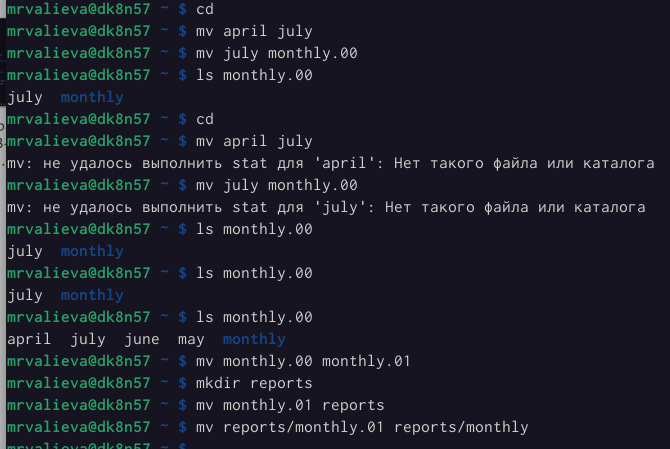 mrvalieva@dk8n57 ~ $ cd
mrvalieva@dk8n57 ~ $ mv april july
mrvalieva@dk8n57 ~ $ mv july monthly.00
mrvalieva@dk8n57 ~ $ ls monthly.00
july  monthly
mrvalieva@dk8n57 ~ $ cd
mrvalieva@dk8n57 ~ $ mv april july
mv: не удалось выполнить stat для 'april': Нет такого файла или каталога
mrvalieva@dk8n57 ~ $ mv july monthly.00
mv: не удалось выполнить stat для 'july': Нет такого файла или каталога
mrvalieva@dk8n57 ~ $ ls monthly.00
july  monthly
mrvalieva@dk8n57 ~ $ ls monthly.00
july  monthly
mrvalieva@dk8n57 ~ $ ls monthly.00
april  july  june  may  monthly
mrvalieva@dk8n57 ~ $ mv monthly.00 monthly.01
mrvalieva@dk8n57 ~ $ mkdir reports
mrvalieva@dk8n57 ~ $ mv monthly.01 reports
mrvalieva@dk8n57 ~ $ mv reports/monthly.01 reports/monthly
mrvalieva@dk8n57 ~ $